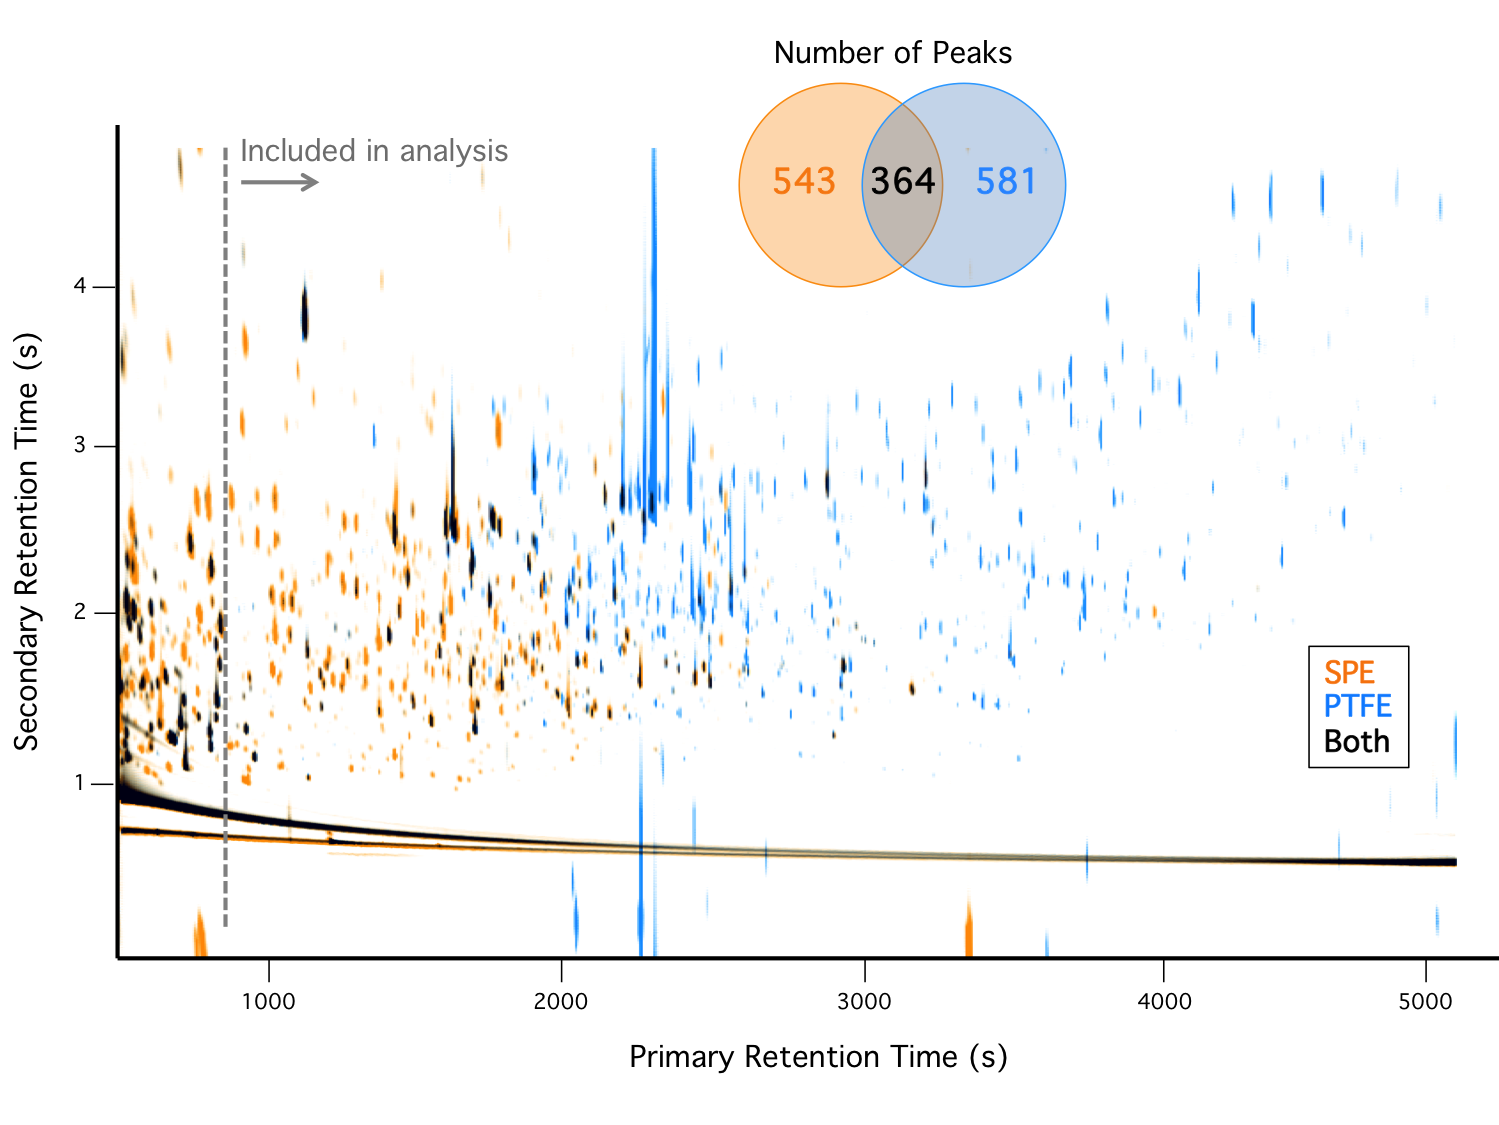 Number of Peaks
Included in analysis
543 364 581
4
3
2
1
Secondary Retention Time (s)
SPE
PTFE
Both
1000 2000 3000 4000 5000
Primary Retention Time (s)